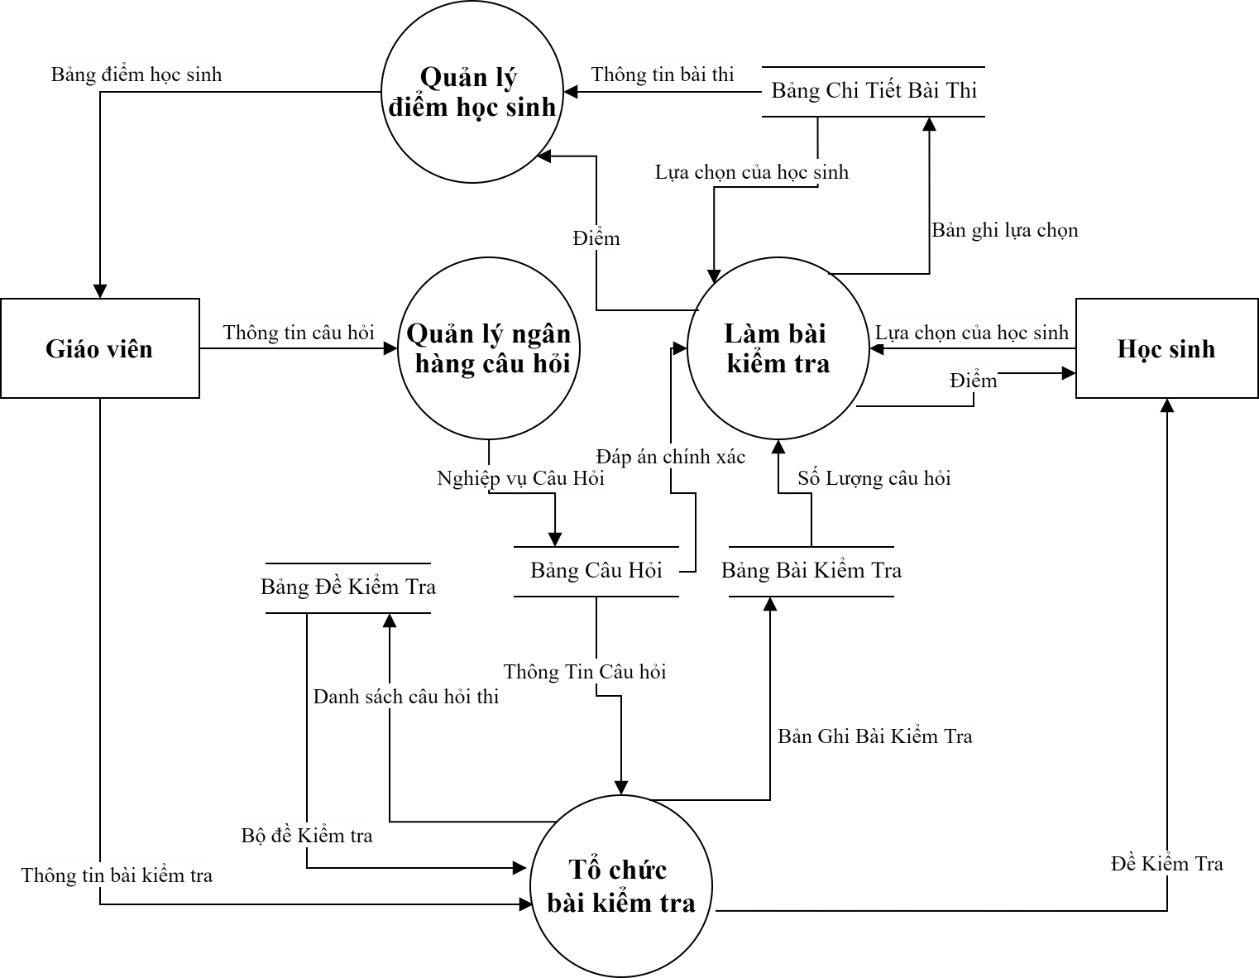 Bảng điểm học sinh
Quản lý
điểm học sinh
Thông tin bài thi
Bảng Chi Tiết Bài Thi
Lựa chọn của học sinh
Điểm
Bản ghi lựa chọn
Giáo viên
Thông tin câu hỏi
Quản lý ngân
hàng câu hỏi
Làm bài
kiểm tra
Lựa chọn của học sinh
Học sinh
Điểm
Đáp án chính xác
Nghiệp vụ Câu Hỏi
Số Lượng câu hỏi
Bảng Đề Kiểm Tra
Bảng Câu Hỏi
Bảng Bài Kiểm Tra
Thông Tin Câu hỏi
Danh sách câu hỏi thi
Bản Ghi Bài Kiểm Tra
Bộ đề Kiểm tra
Thông tin bài kiểm tra
Tổ chức
bài kiểm tra
Đề Kiểm Tra